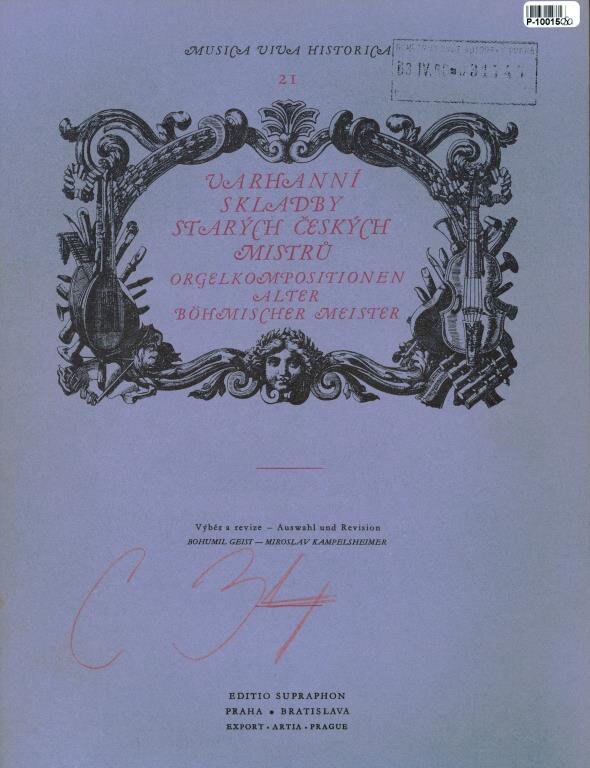 P-10015
MUSICA VIVA HISTORICA
21
VARHANNÍ
SKLADBY
STARÝCH ČESKÝCH
MISTRŮ
ORGELKOMPOSITIONEN
ALTER
BÖHMISCHER MEISTER
Výběr a revize – Auswahl und Revision
BOHUMIL GEIST — MIROSLAV KAMPELSHEIMER
C 34
EDITIO SUPRAPHON
PRAHA • BRATISLAVA
EXPORT • ARTIA • PRAGUE